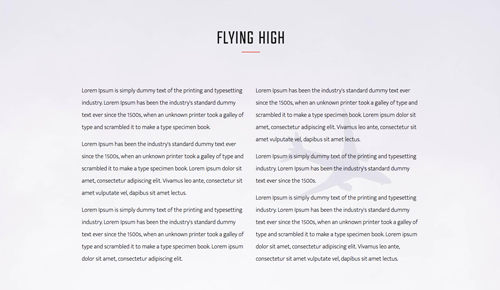 FLYING HIGH
Lorem Ipsum is simply dummy text of the printing and typesetting
industry. Lorem Ipsum has been the industry's standard dummy
text ever since the 1500s, when an unknown printer took a galley of
type and scrambled it to make a type specimen book.
Lorem Ipsum has been the industry's standard dummy text ever
since the 1500s, when an unknown printer took a galley of type and
scrambled it to make a type specimen book. Lorem ipsum dolor sit
amet, consectetur adipiscing elit. Vivamus leo ante, consectetur sit
amet vulputate vel, dapibus sit amet lectus.
Lorem Ipsum has been the industry's standard dummy text ever
since the 1500s, when an unknown printer took a galley of type and
scrambled it to make a type specimen book. Lorem ipsum dolor sit
amet, consectetur adipiscing elit.
Lorem Ipsum has been the industry's standard dummy text ever
since the 1500s, when an unknown printer took a galley of type and
scrambled it to make a type specimen book. Lorem ipsum dolor sit
amet, consectetur adipiscing elit. Vivamus leo ante, consectetur sit
amet vulputate vel, dapibus sit amet lectus.
Lorem Ipsum is simply dummy text of the printing and typesetting
industry. Lorem Ipsum has been the industry's standard dummy text
ever since the 1500s.
Lorem Ipsum is simply dummy text of the printing and typesetting
industry. Lorem Ipsum has been the industry's standard dummy
text ever since the 1500s, when an unknown printer took a galley of
type and scrambled it to make a type specimen book. Lorem ipsum
dolor sit amet, consectetur adipiscing elit. Vivamus leo ante,
consectetur sit amet vulputate vel, dapibus sit amet lectus.